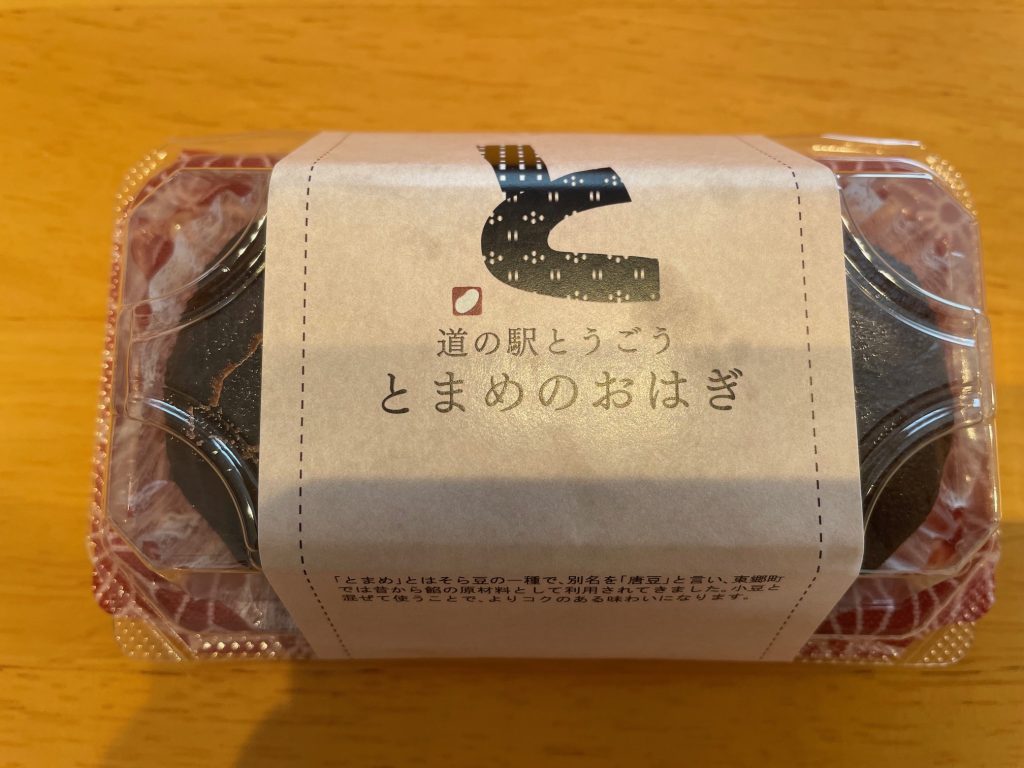 と
道の駅とうごう
とまめのおはぎ
「とまめ」とはそら豆の一種で、別名を「唐豆」と言い、東郷町
では昔から餡の原材料として利用されてきました。小豆と
混ぜて使うことで、よりコクのある味わいになります。